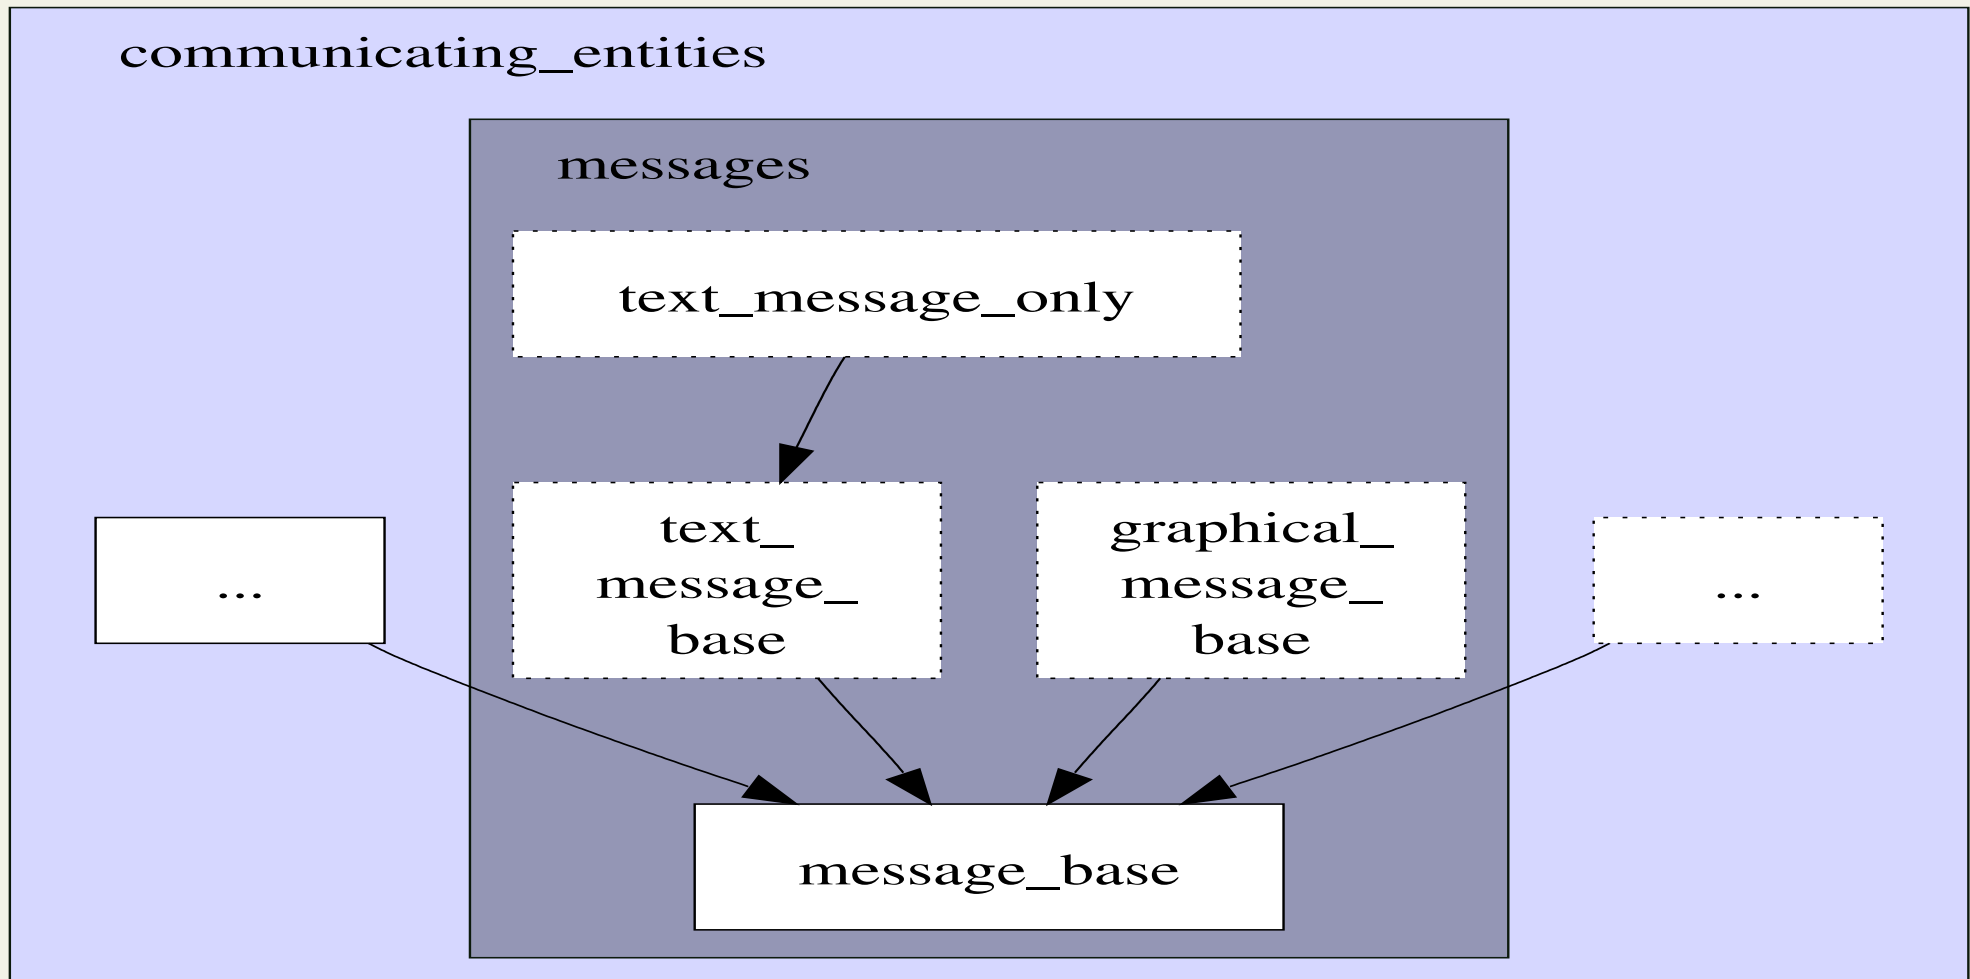 communicating_entities
messages
text_message_only
...
text_
message_
base
graphical_
message_
base
...
message_base